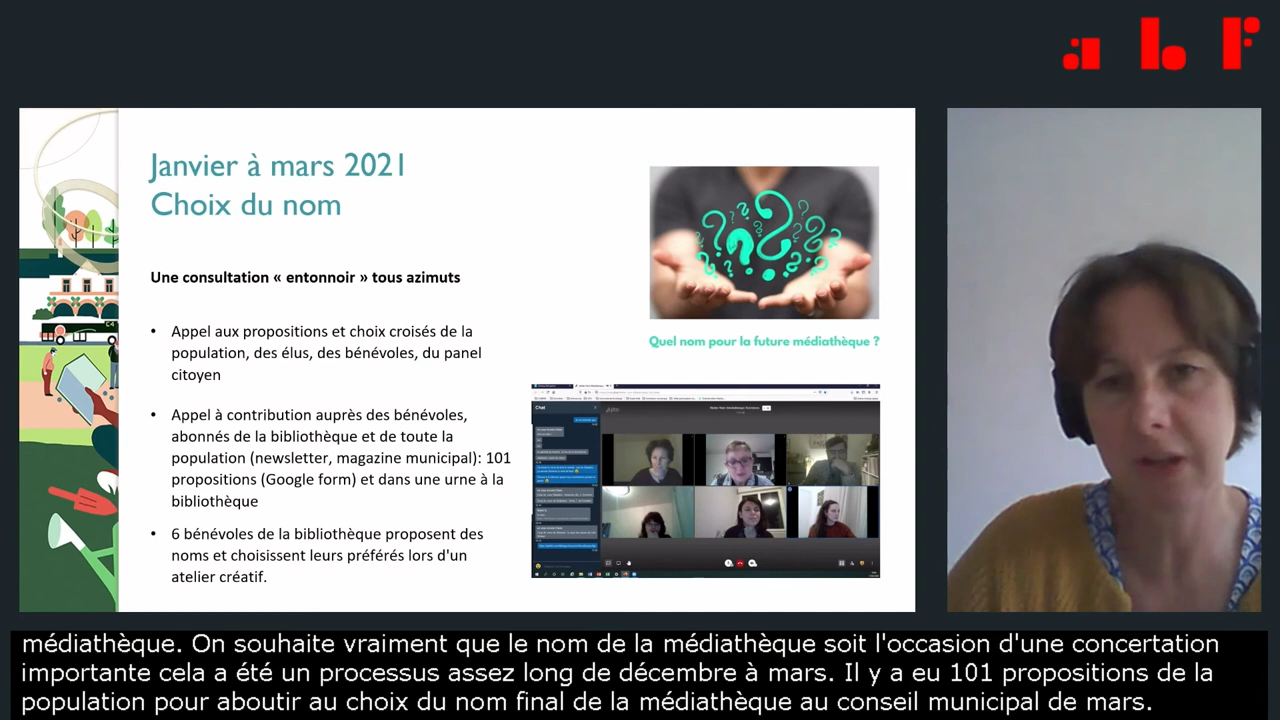 abf
Janvier à mars 2021
Choix du nom
Une consultation « entonnoir » tous azimuts
• Appel aux propositions et choix croisés de la
population, des élus, des bénévoles, du panel
citoyen
• Appel à contribution auprès des bénévoles,
abonnés de la bibliothèque et de toute la
population (newsletter, magazine municipal): 101
propositions (Google form) et dans une urne à la
bibliothèque
• 6 bénévoles de la bibliothèque proposent des
noms et choisissent leurs préférés lors d'un
atelier créatif.
Quel nom pour la future médiathèque ?
Chat
médiathèque. On souhaite vraiment que le nom de la médiathèque soit l'occasion d'une concertation
importante cela a été un processus assez long de décembre à mars. Il y a eu 101 propositions de la
population pour aboutir au choix du nom final de la médiathèque au conseil municipal de mars.